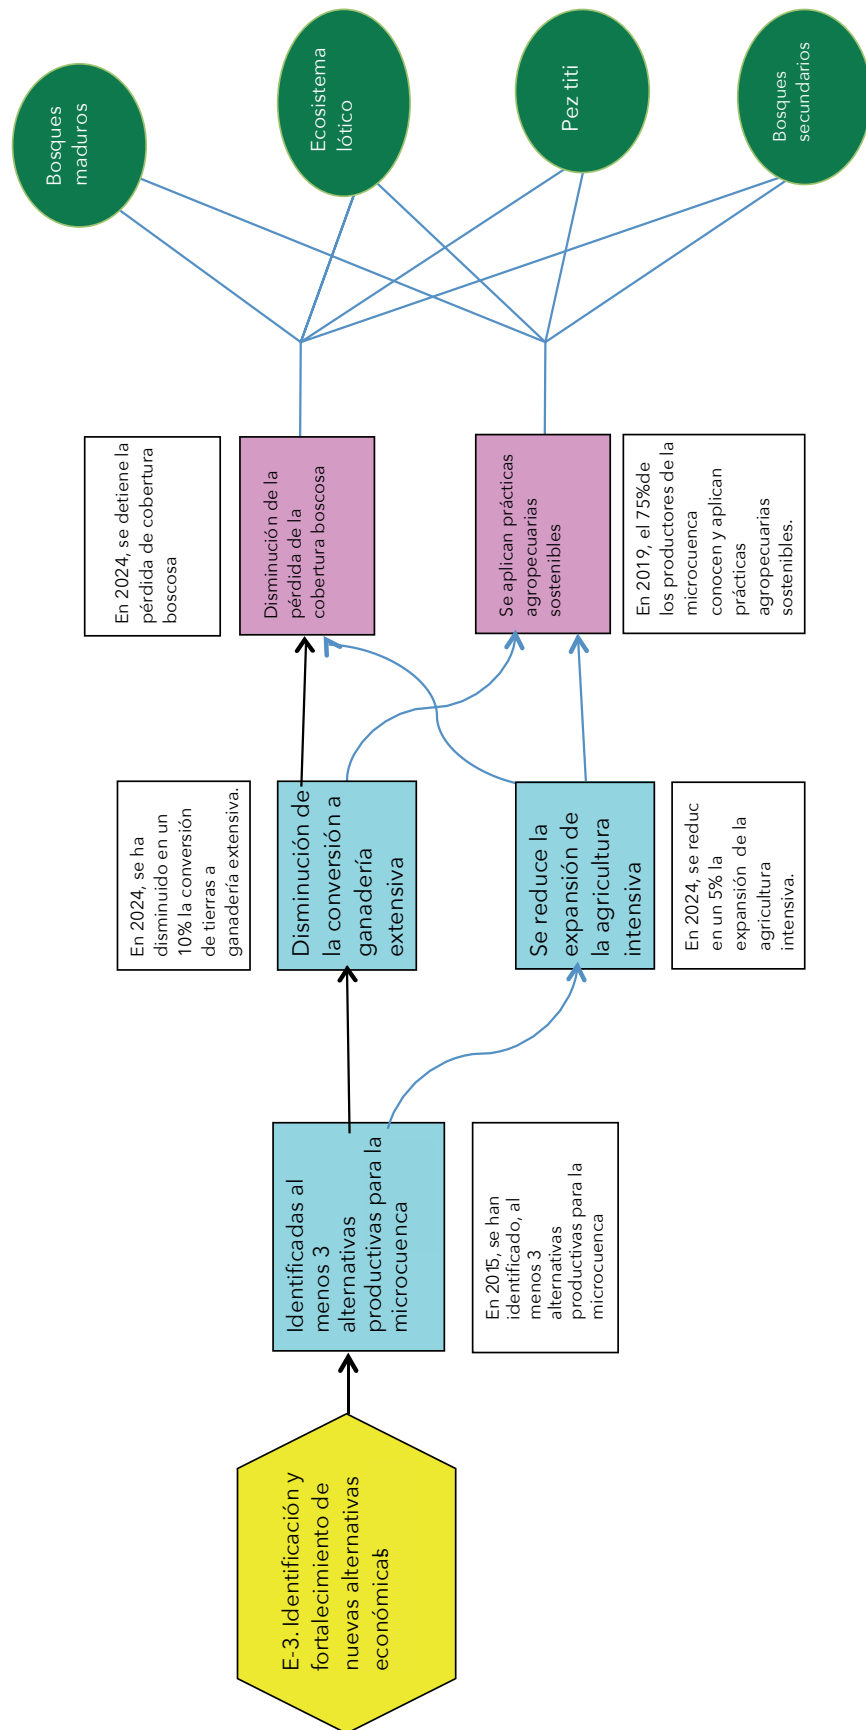 E-3. Identificación y
fortalecimiento de
nuevas alternativas
económicas
Identificadas al
menos 3
alternativas
productivas para la
microcuenca
En 2015, se han
identificado, al
menos 3
alternativas
productivas para la
microcuenca
En 2024, se ha
disminuido en un
10% la conversión
de tierras a
ganadería extensiva.
Disminución de
la conversión a
ganadería
extensiva
Se reduce la
expansión de
la agricultura
intensiva
En 2024, se reduc
en un 5% la
expansión de la
agricultura
intensiva.
En 2024, se detiene la
pérdida de cobertura
boscosa
Disminución de la
pérdida de la
cobertura boscosa
Se aplican prácticas
agropecuarias
sostenibles
En 2019, el 75%de
los productores de la
microcuenca
conocen y aplican
prácticas
agropecuarias
sostenibles.
Bosques
maduros
Ecosistema
lótico
Pez titi
Bosques
secundarios